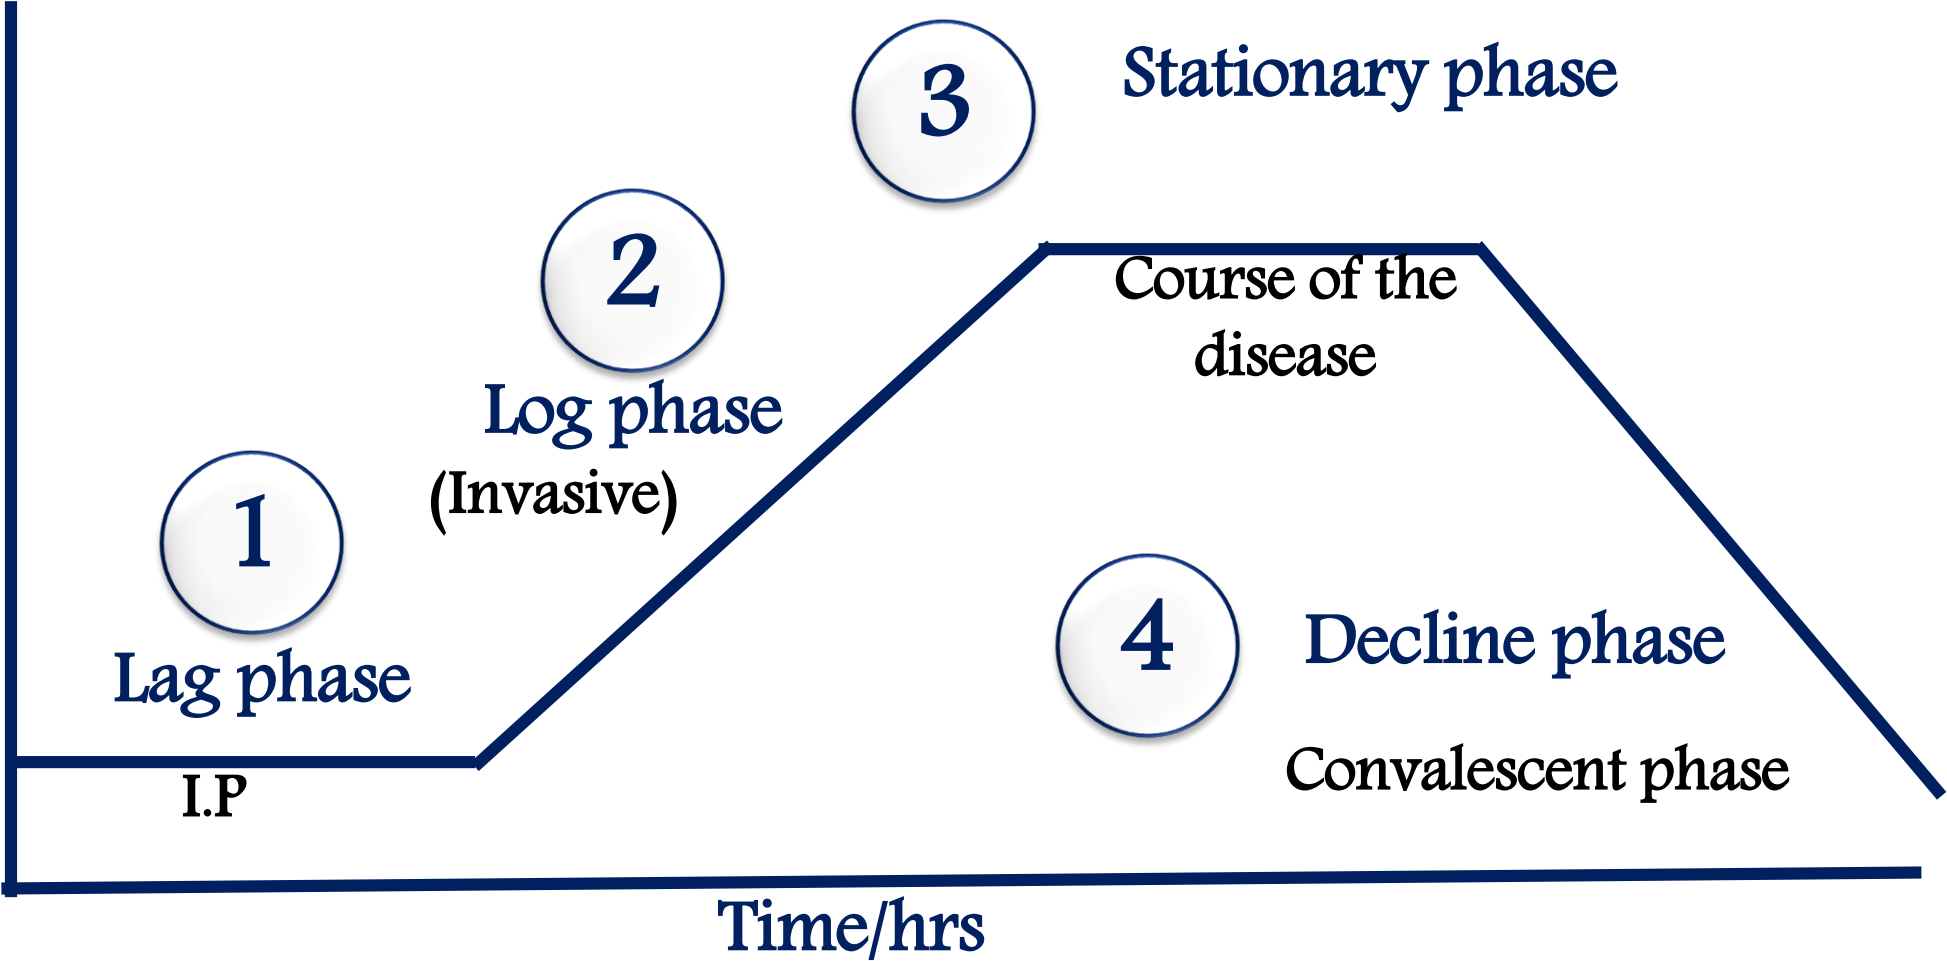 3
Stationary phase
2
Course of the
disease
Log phase
(Invasive)
1
4
Decline phase
Lag phase
Convalescent phase
I.P
Time/hrs